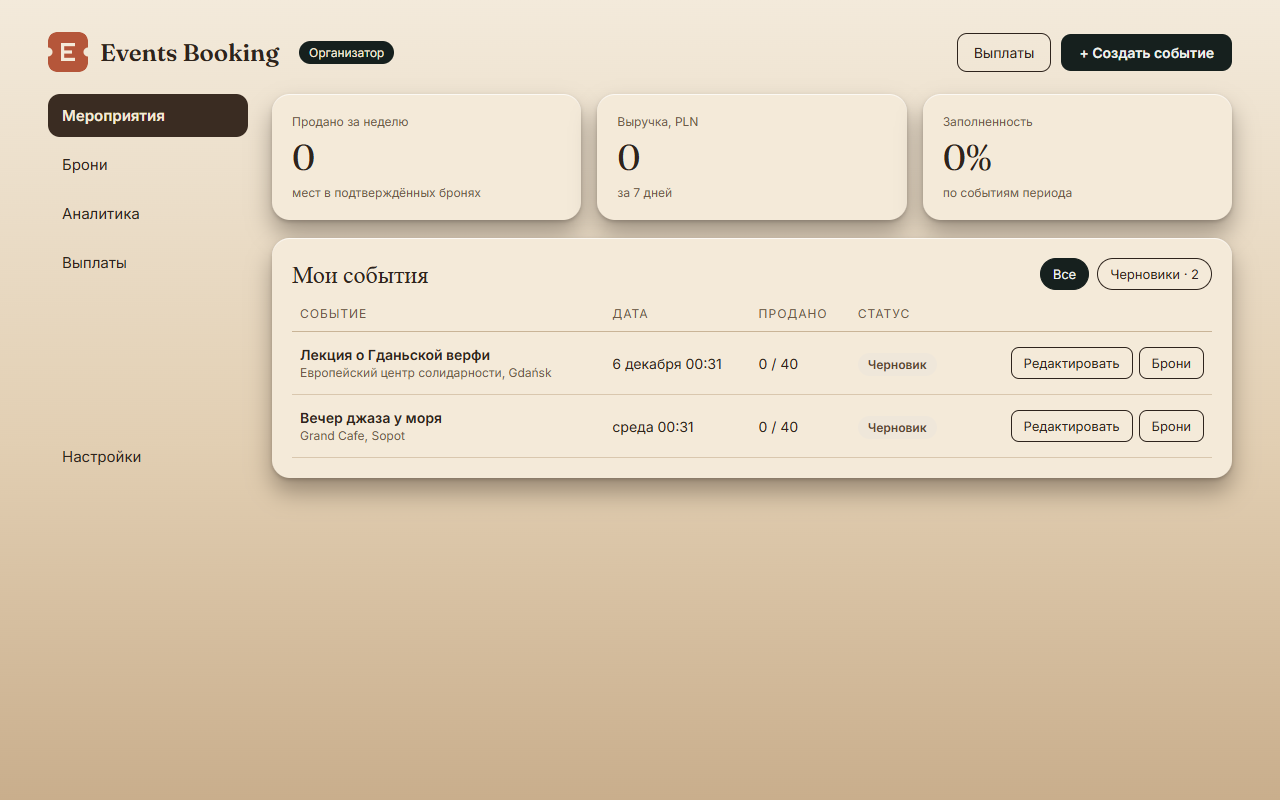 E Events Booking Организатор Выплаты + Создать событие
Мероприятия
Брони
Аналитика
Выплаты
Настройки
Продано за неделю
0
мест в подтверждённых бронях
Выручка, PLN
0
за 7 дней
Заполненность
0%
по событиям периода
Мои события Все Черновики · 2
СОБЫТИЕ ДАТА ПРОДАНО СТАТУС
Лекция о Гданьской верфи
Европейский центр солидарности, Gdańsk
6 декабря 00:31 0 / 40 Черновик Редактировать Брони
Вечер джаза у моря
Grand Cafe, Sopot
среда 00:31 0 / 40 Черновик Редактировать Брони